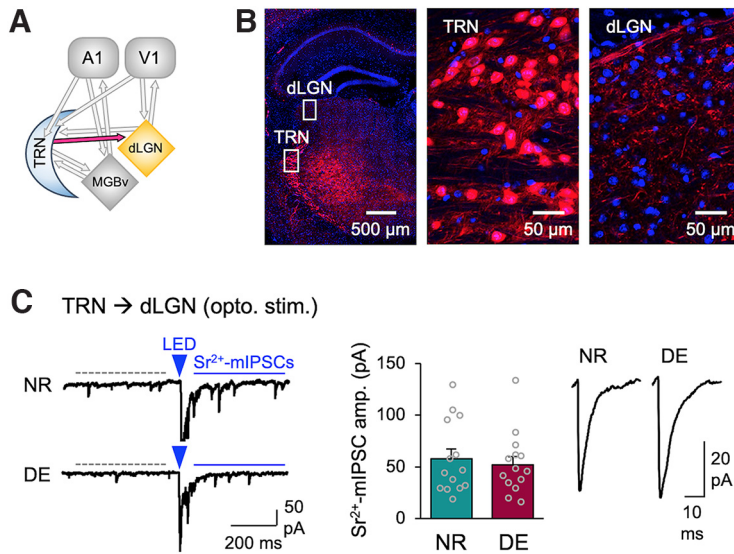 A
A1 V1
TRN
dLGN
MGBv
B
dLGN
TRN
500 µm
TRN
50 µm
dLGN
50 µm
C TRN → dLGN (opto. stim.)
LED
Sr²⁺-mIPSCs
NR
DE
50
pA
200 ms
Sr²⁺-mIPSC amp. (pA)
150
100
50
0
NR DE
NR DE
20
pA
10
ms